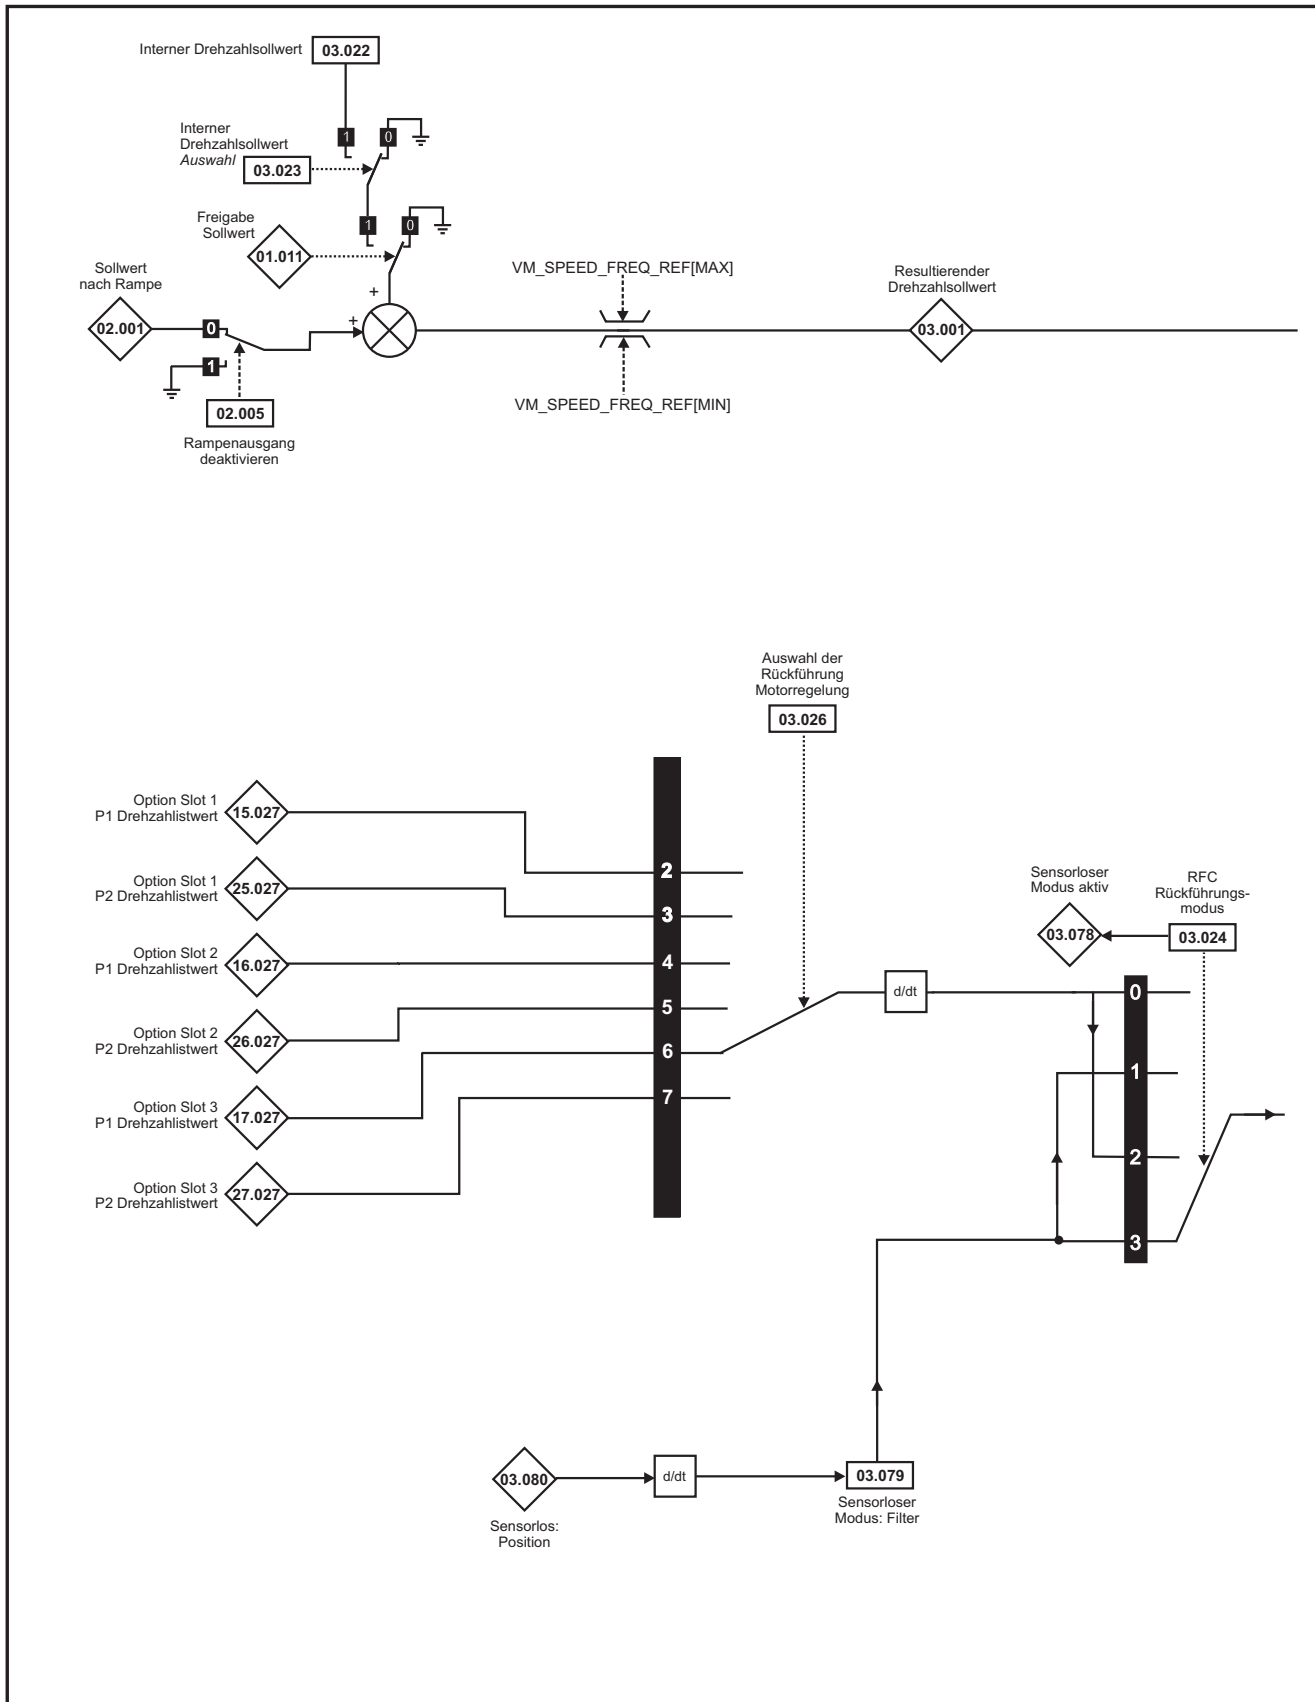 Interner Drehzahlsollwert 03.022
1 0
Interner
Drehzahlsollwert
Auswahl
03.023
1 0
Freigabe
Sollwert
01.011
+
Sollwert
nach Rampe
02.001
0
+
1
02.005
Rampenausgang
deaktivieren
VM_SPEED_FREQ_REF[MAX]
VM_SPEED_FREQ_REF[MIN]
Resultierender
Drehzahlsollwert
03.001
Auswahl der
Rückführung
Motorregelung
03.026
Option Slot 1
P1 Drehzahlistwert
15.027
Option Slot 1
P2 Drehzahlistwert
25.027
Option Slot 2
P1 Drehzahlistwert
16.027
Option Slot 2
P2 Drehzahlistwert
26.027
Option Slot 3
P1 Drehzahlistwert
17.027
Option Slot 3
P2 Drehzahlistwert
27.027
2
3
4
5
6
7
d/dt
Sensorloser
Modus aktiv
03.078
RFC
Rückführungs-
modus
03.024
0
1
2
3
03.080
Sensorlos:
Position
d/dt
03.079
Sensorloser
Modus: Filter